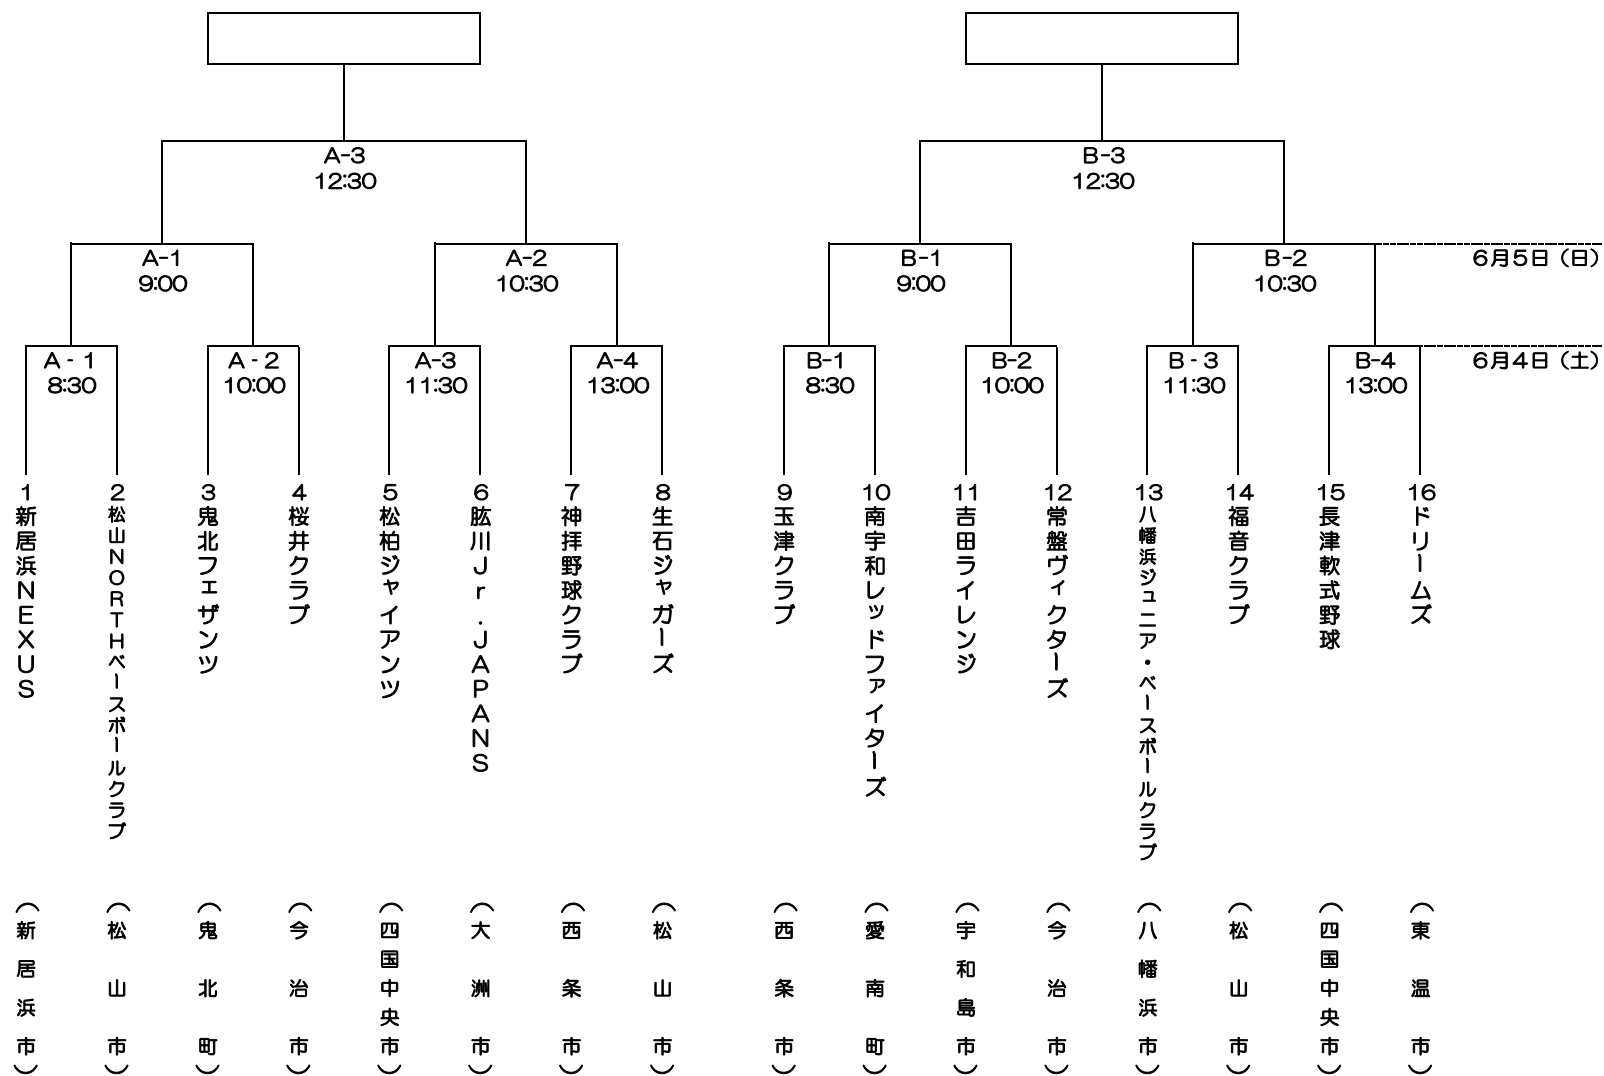 A-3
12:30
B-3
12:30
A-1
9:00
A-2
10:30
B-1
9:00
B-2
10:30
6月5日（日）
A - 1
8:30
A - 2
10:00
A-3
11:30
A-4
13:00
B-1
8:30
B-2
10:00
B - 3
11:30
B-4
13:00
6月4日（土）
1
新居浜NEXUS
（新居浜市）
2
松山NORTHベースボールクラブ
（松山市）
3
鬼北フェザンツ
（鬼北町）
4
桜井クラブ
（今治市）
5
松柏ジャイアンツ
（四国中央市）
6
肱川Jr.JAPANS
（大洲市）
7
神拝野球クラブ
（西条市）
8
生石ジャガーズ
（松山市）
9
玉津クラブ
（西条市）
10
南宇和レッドファイターズ
（愛南町）
11
吉田ライレンジ
（宇和島市）
12
常盤ヴィクターズ
（今治市）
13
八幡浜ジュニア・ベースボールクラブ
（八幡浜市）
14
福音クラブ
（松山市）
15
長津軟式野球
（四国中央市）
16
ドリームズ
（東温市）